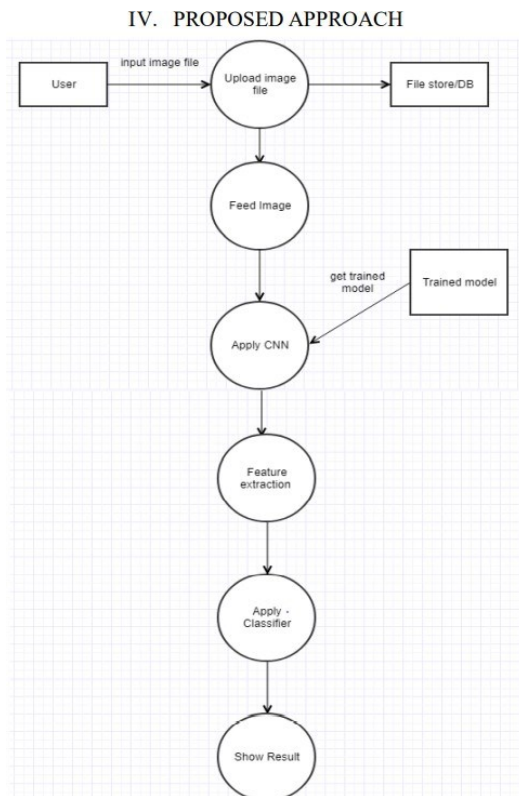 IV. PROPOSED APPROACH
User
input image file
Upload image
file
File store/DB
Feed Image
get trained
model
Trained model
Apply CNN
Feature
extraction
Apply -
Classifier
Show Result